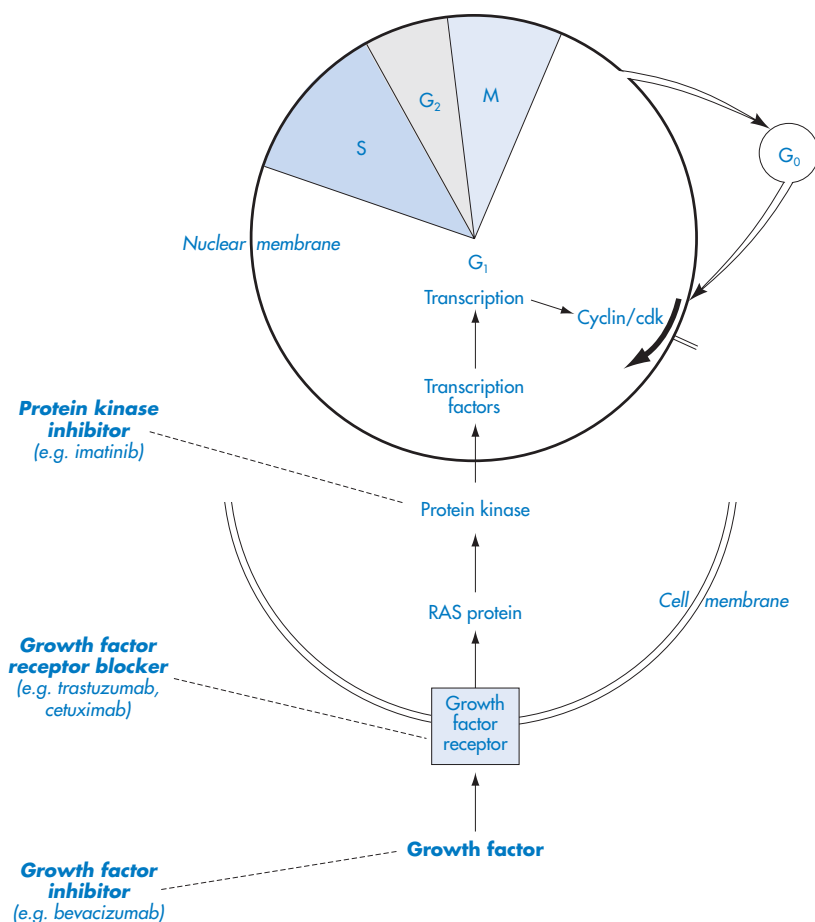 G₂
M
S
G₀
Nuclear membrane
G₁
Transcription
Cyclin/cdk
Transcription
factors
Protein kinase
inhibitor
(e.g. imatinib)
Protein kinase
RAS protein
Cell membrane
Growth factor
receptor blocker
(e.g. trastuzumab,
cetuximab)
Growth
factor
receptor
Growth factor
Growth factor
inhibitor
(e.g. bevacizumab)